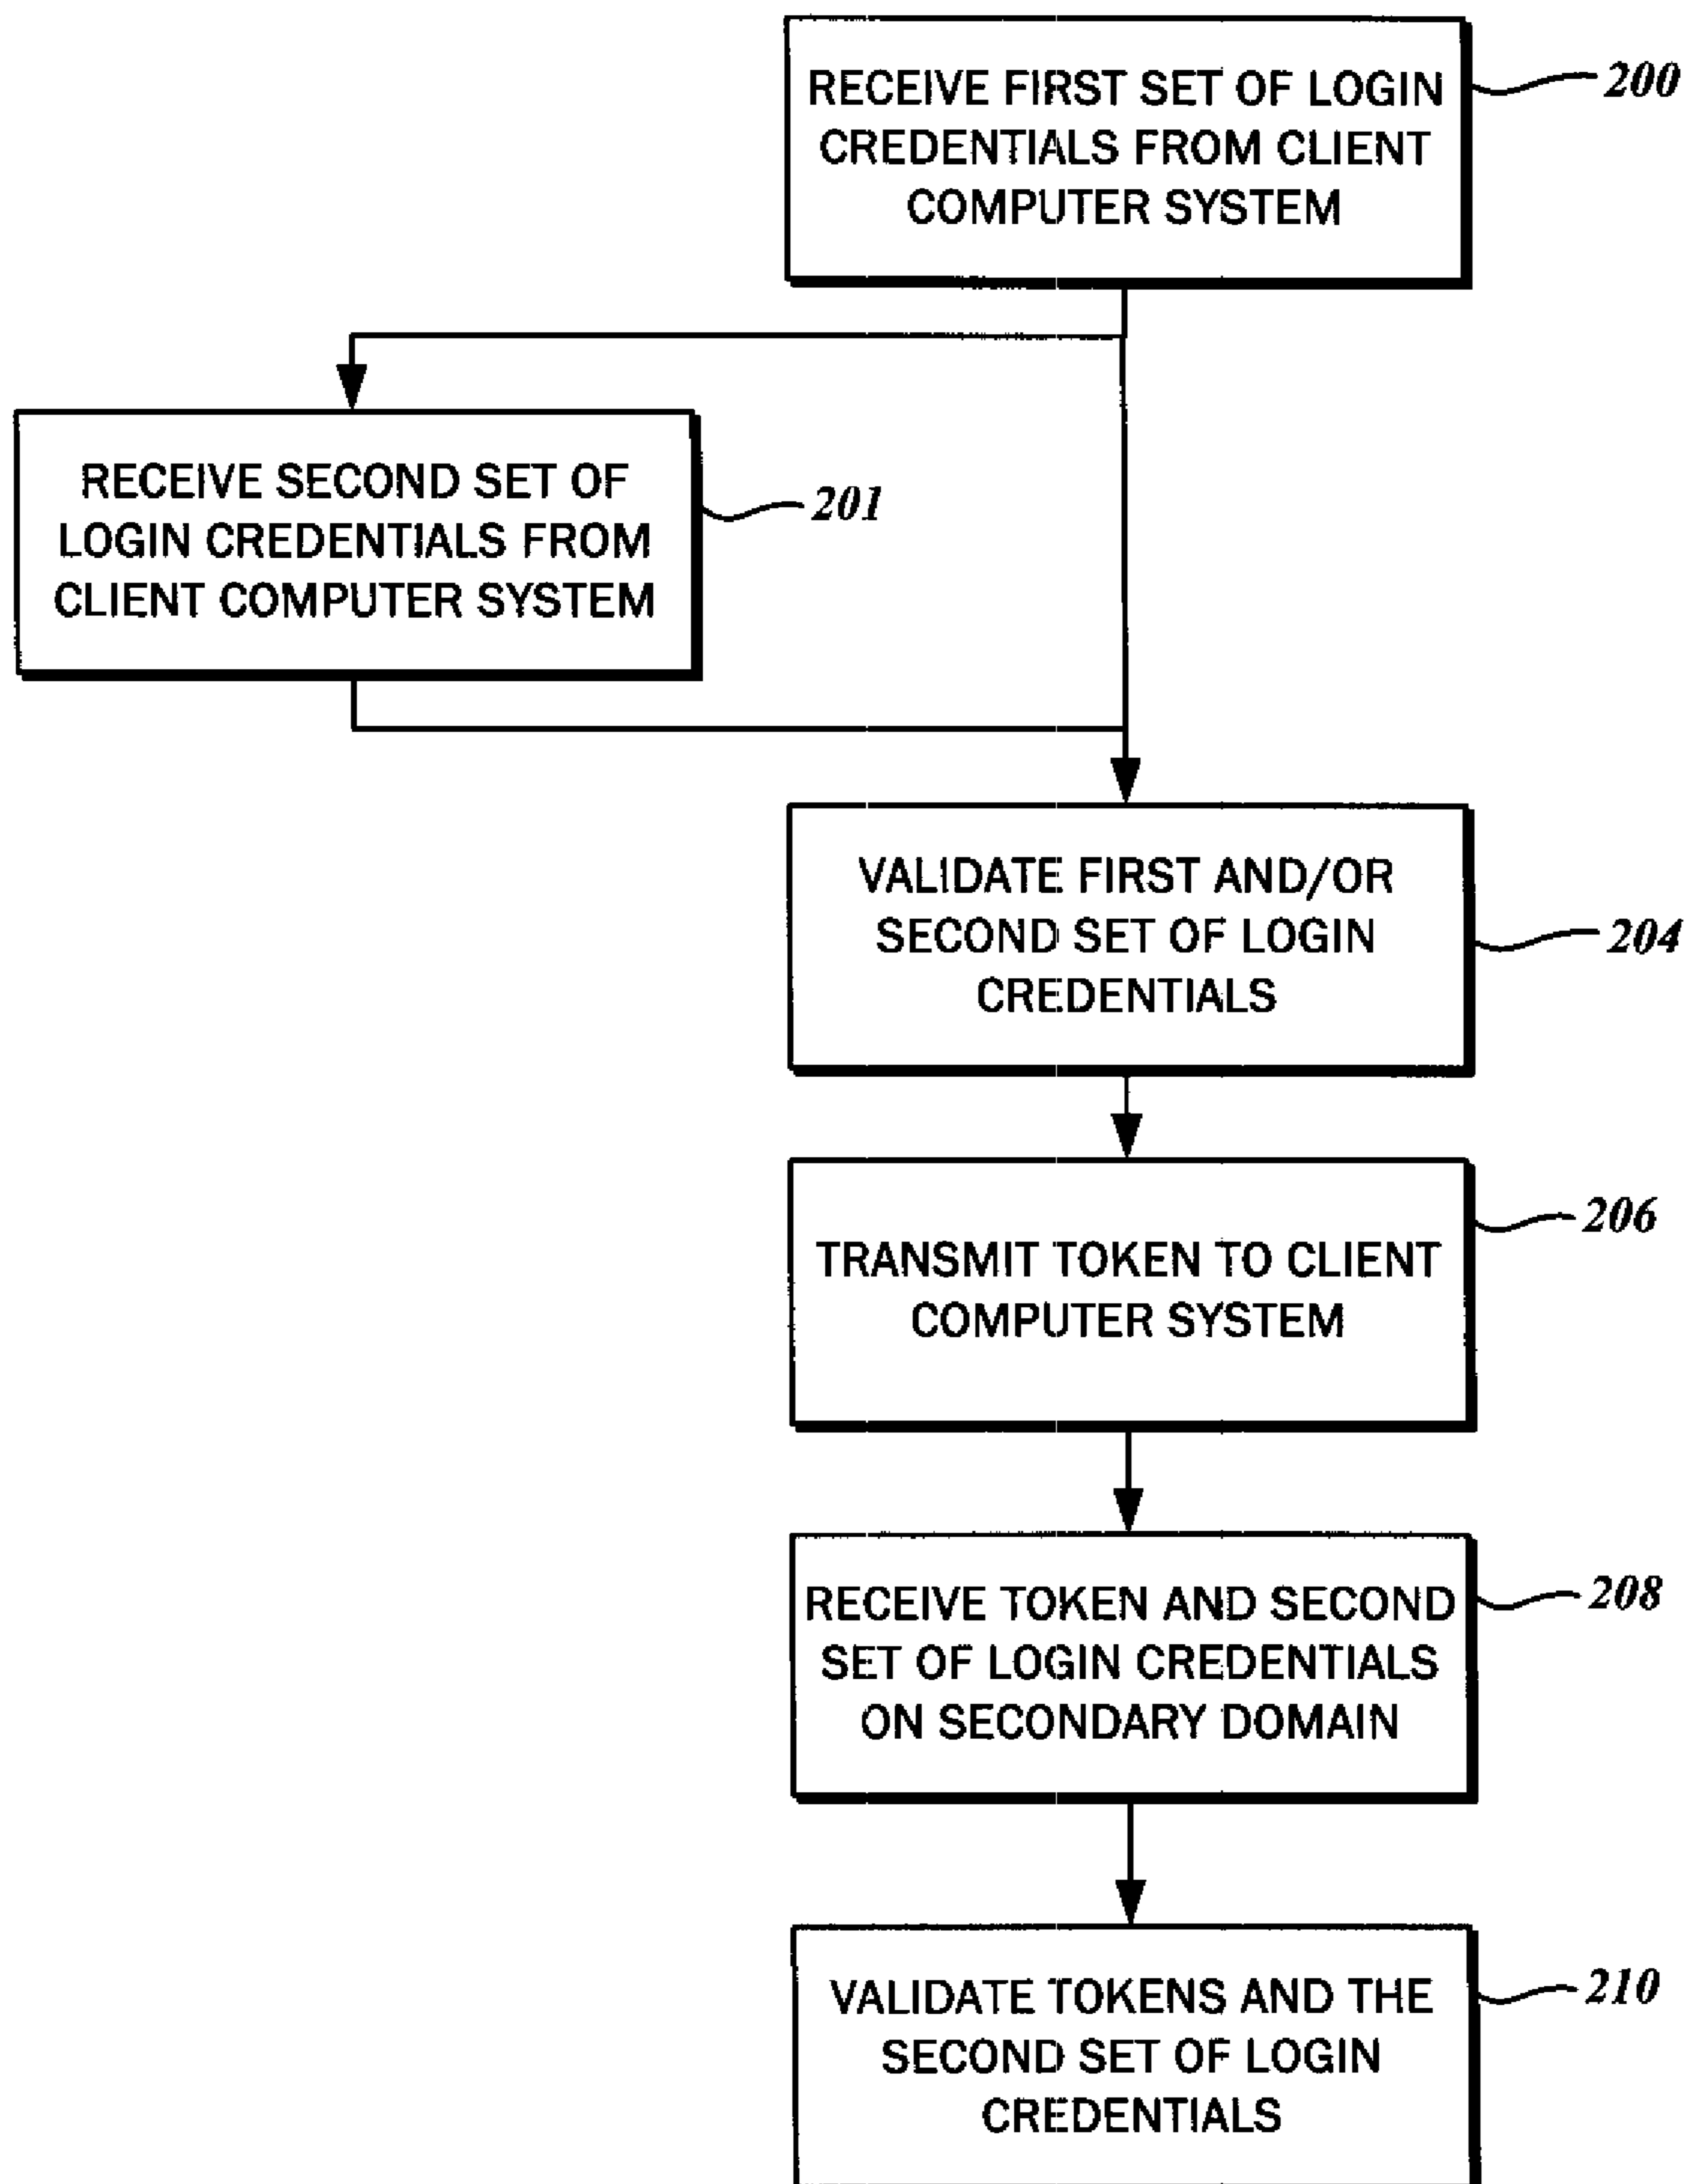 RECEIVE FIRST SET OF LOGIN
CREDENTIALS FROM CLIENT
COMPUTER SYSTEM
200
RECEIVE SECOND SET OF
LOGIN CREDENTIALS FROM
CLIENT COMPUTER SYSTEM
201
VALIDATE FIRST AND/OR
SECOND SET OF LOGIN
CREDENTIALS
204
TRANSMIT TOKEN TO CLIENT
COMPUTER SYSTEM
206
RECEIVE TOKEN AND SECOND
SET OF LOGIN CREDENTIALS
ON SECONDARY DOMAIN
208
VALIDATE TOKENS AND THE
SECOND SET OF LOGIN
CREDENTIALS
210